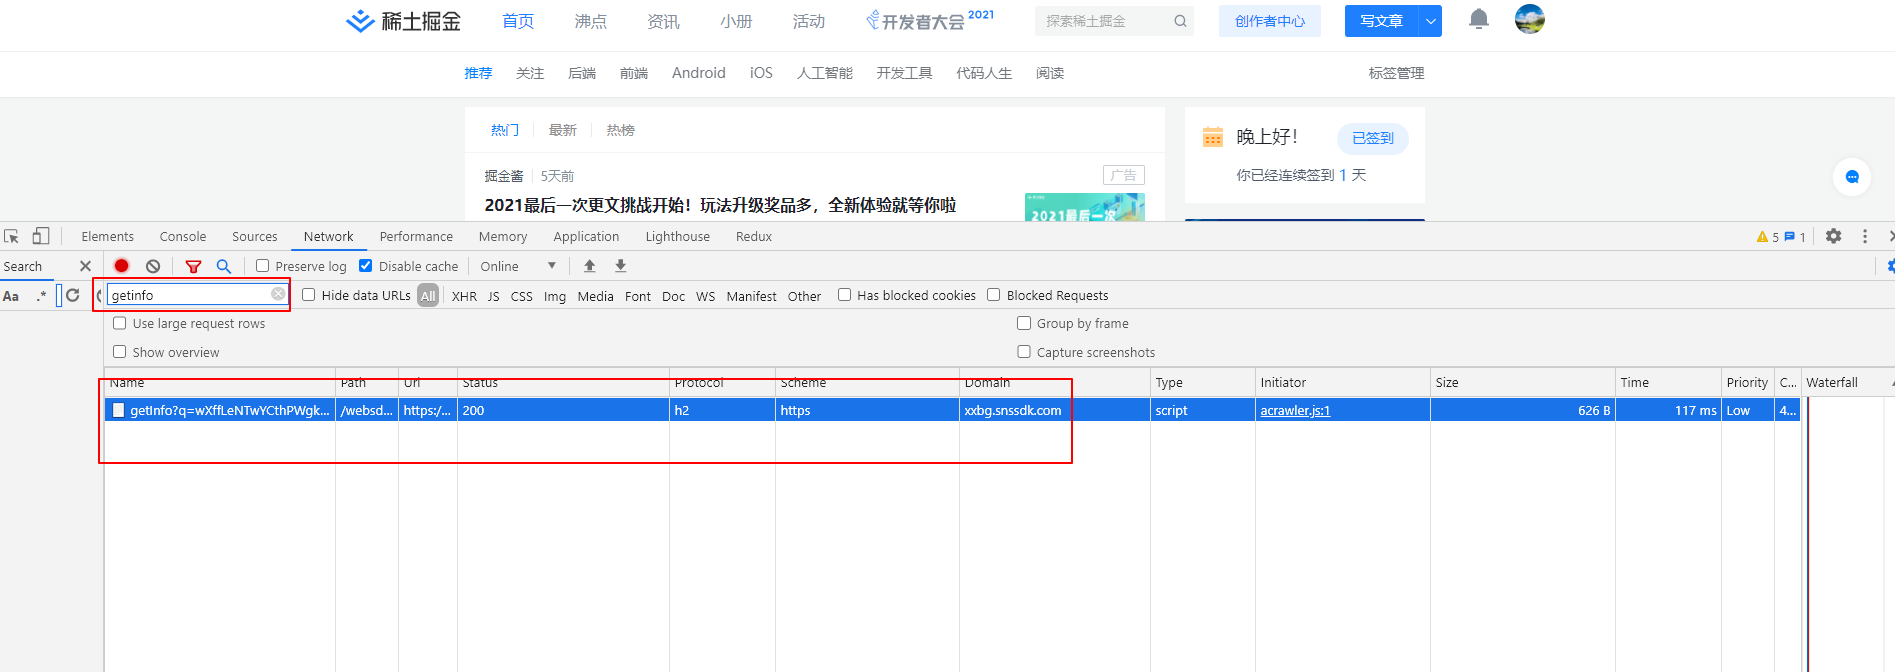 稀土掘金 首页 沸点 资讯 小册 活动 开发者大会 2021 探索稀土掘金 创作者中心 写文章
推荐 关注 后端 前端 Android iOS 人工智能 开发工具 代码人生 阅读 标签管理
热门 最新 热榜
晚上好！ 已签到
掘金酱 5天前 广告
你已经连续签到 1 天
2021最后一次更文挑战开始！玩法升级奖品多，全新体验就等你啦
2021最后一次
Elements Console Sources Network Performance Memory Application Lighthouse Redux 5 1
Search Preserve log Disable cache Online
Aa .* getinfo Hide data URLs All XHR JS CSS Img Media Font Doc WS Manifest Other Has blocked cookies Blocked Requests
Use large request rows Group by frame
Show overview Capture screenshots
Name Path Url Status Protocol Scheme Domain Type Initiator Size Time Priority C... Waterfall
getInfo?q=wXffLeNTwYCthPWgk... /websd... https:/... 200 h2 https xxbg.snssdk.com script acrawler.js:1 626 B 117 ms Low 4...